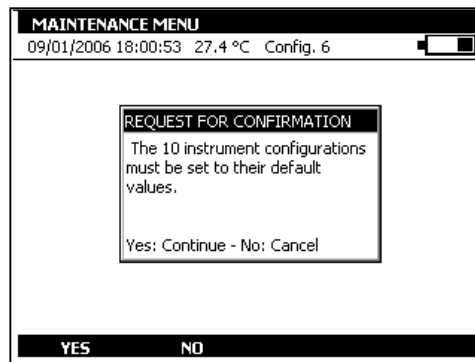 MAINTENANCE MENU
09/01/2006 18:00:53 27.4 °C Config. 6
REQUEST FOR CONFIRMATION
The 10 instrument configurations
must be set to their default
values.
Yes: Continue - No: Cancel
YES NO